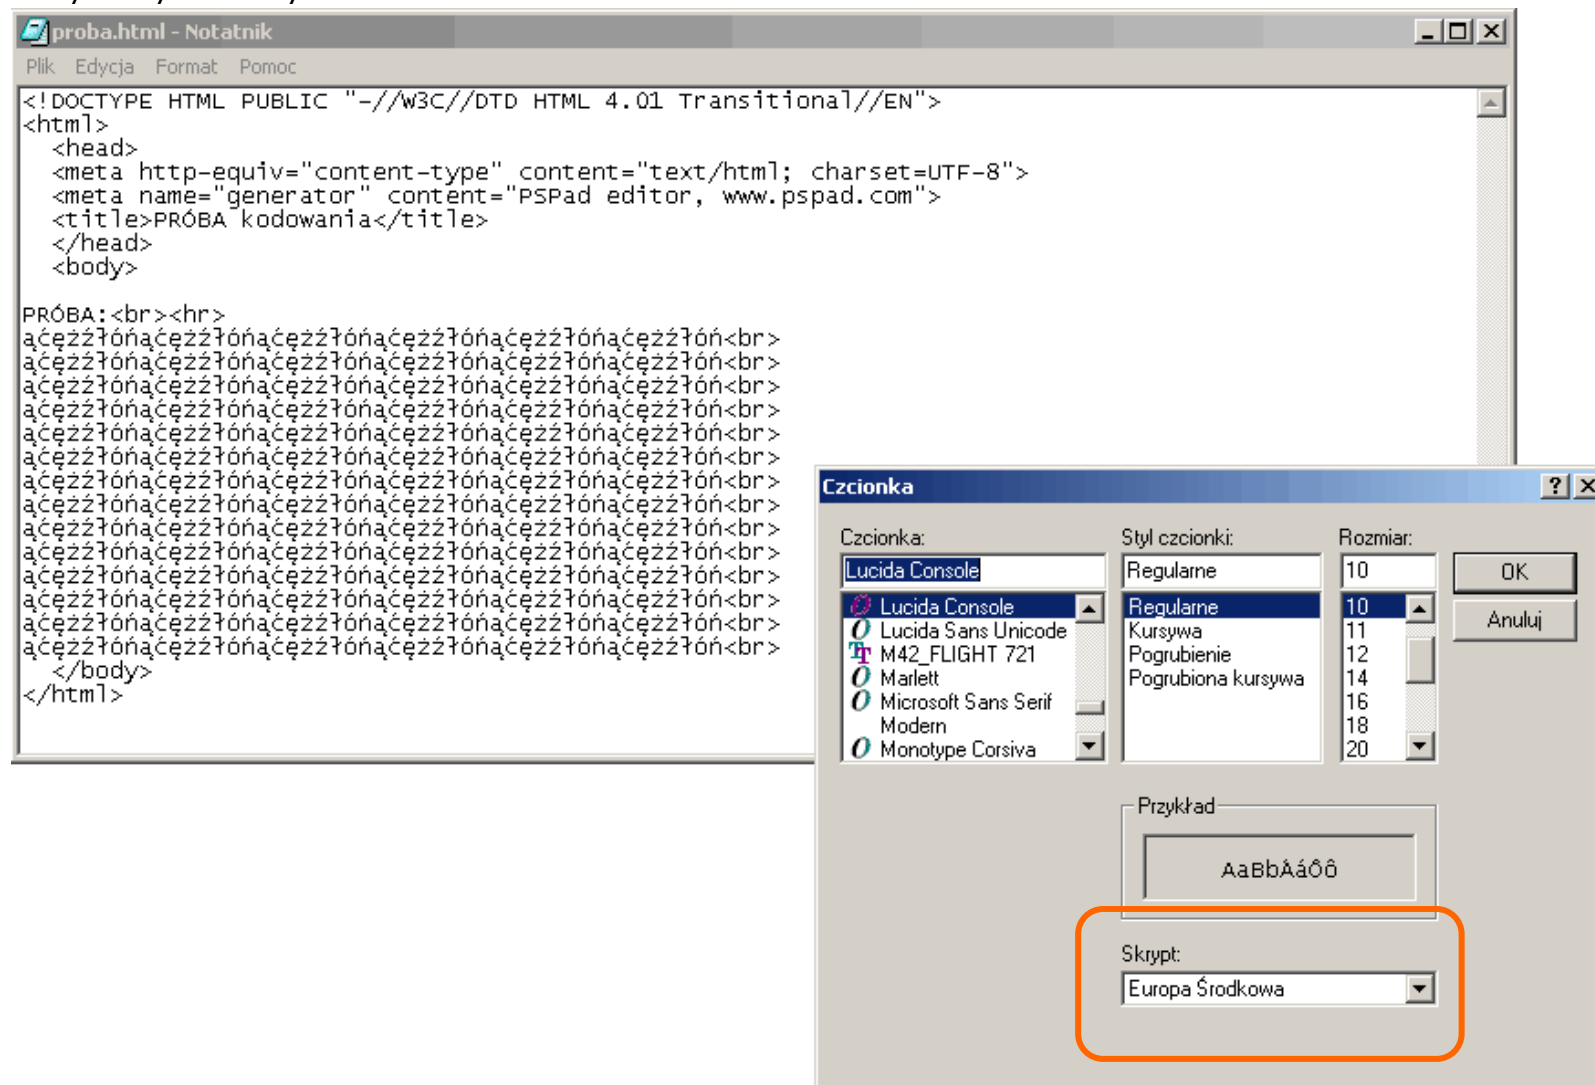 proba.html - Notatnik
Plik Edycja Format Pomoc
<!DOCTYPE HTML PUBLIC "-//W3C//DTD HTML 4.01 Transitional//EN">
<html>
<head>
<meta http-equiv="content-type" content="text/html; charset=UTF-8">
<meta name="generator" content="PSPad editor, www.pspad.com">
<title>PRÓBA kodowania</title>
</head>
<body>
PRÓBA:<br><hr>
ąćężźłóńąćężźłóńąćężźłóńąćężźłóńąćężźłóńąćężźłóń<br>
ąćężźłóńąćężźłóńąćężźłóńąćężźłóńąćężźłóńąćężźłóń<br>
ąćężźłóńąćężźłóńąćężźłóńąćężźłóńąćężźłóńąćężźłóń<br>
ąćężźłóńąćężźłóńąćężźłóńąćężźłóńąćężźłóńąćężźłóń<br>
ąćężźłóńąćężźłóńąćężźłóńąćężźłóńąćężźłóńąćężźłóń<br>
ąćężźłóńąćężźłóńąćężźłóńąćężźłóńąćężźłóńąćężźłóń<br>
ąćężźłóńąćężźłóńąćężźłóńąćężźłóńąćężźłóńąćężźłóń<br>
ąćężźłóńąćężźłóńąćężźłóńąćężźłóńąćężźłóńąćężźłóń<br>
ąćężźłóńąćężźłóńąćężźłóńąćężźłóńąćężźłóńąćężźłóń<br>
ąćężźłóńąćężźłóńąćężźłóńąćężźłóńąćężźłóńąćężźłóń<br>
ąćężźłóńąćężźłóńąćężźłóńąćężźłóńąćężźłóńąćężźłóń<br>
ąćężźłóńąćężźłóńąćężźłóńąćężźłóńąćężźłóńąćężźłóń<br>
ąćężźłóńąćężźłóńąćężźłóńąćężźłóńąćężźłóńąćężźłóń<br>
ąćężźłóńąćężźłóńąćężźłóńąćężźłóńąćężźłóńąćężźłóń<br>
</body>
</html>
Czcionka
Czcionka:
Lucida Console
Lucida Console
Lucida Sans Unicode
M42_FLIGHT 721
Marlett
Microsoft Sans Serif
Modern
Monotype Corsiva
Styl czcionki:
Regularne
Regularne
Kursywa
Pogrubienie
Pogrubiona kursywa
Rozmiar:
10
10
11
12
14
16
18
20
OK
Anuluj
Przykład
AaBbÁáÔô
Skrypt:
Europa Środkowa